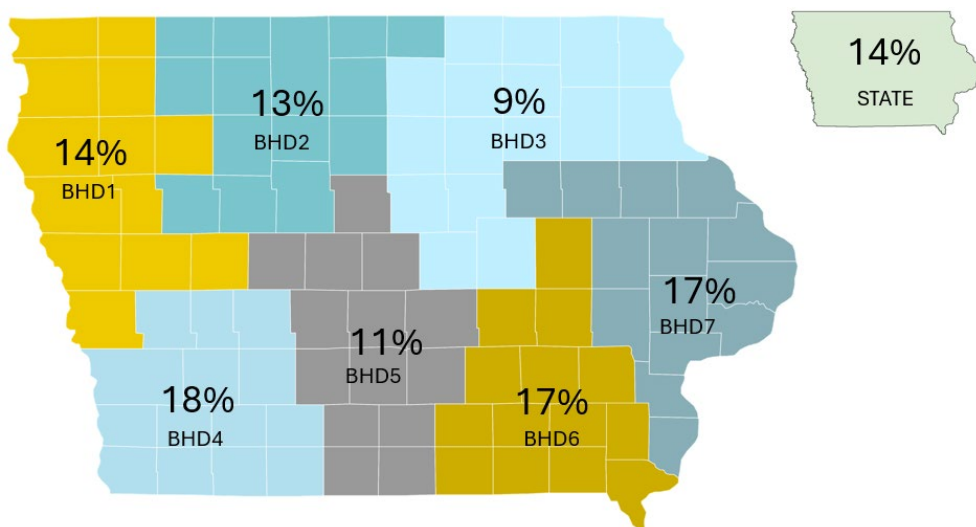 14%
STATE
13%
BHD2
9%
BHD3
14%
BHD1
17%
BHD7
11%
BHD5
18%
BHD4
17%
BHD6